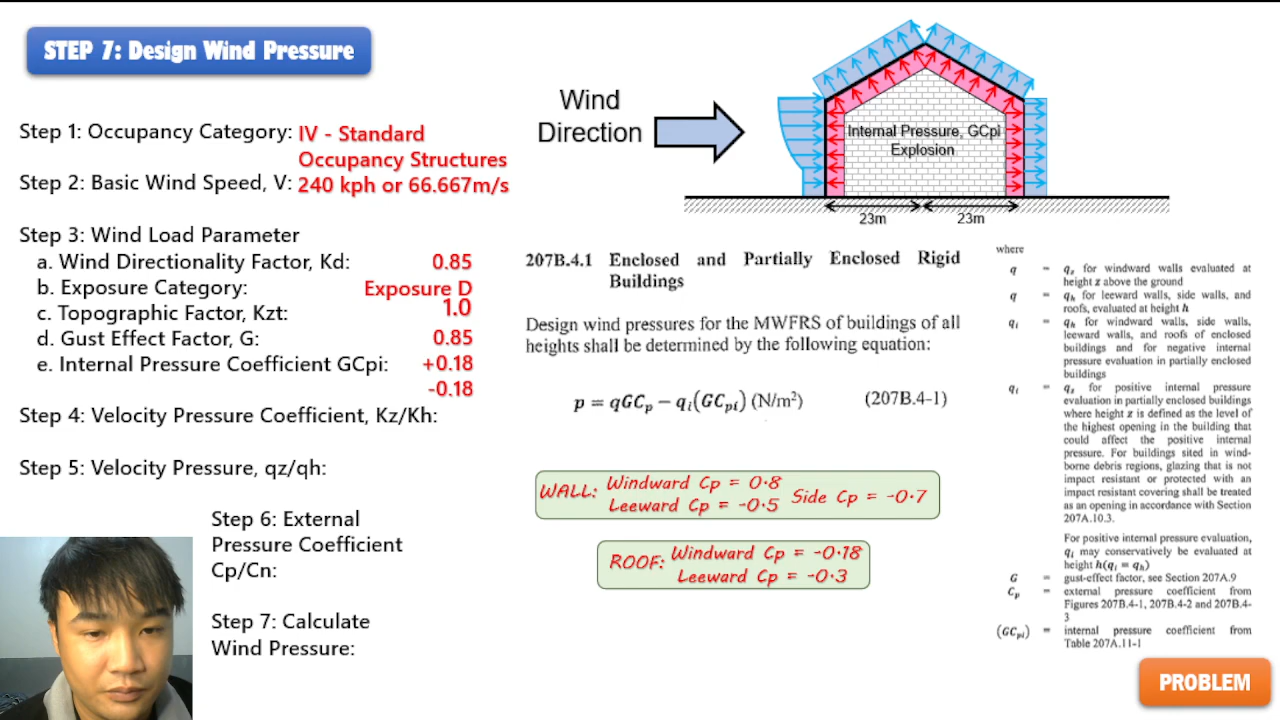 STEP 7: Design Wind Pressure
Step 1: Occupancy Category: IV - Standard
Occupancy Structures
Step 2: Basic Wind Speed, V: 240 kph or 66.667m/s
Step 3: Wind Load Parameter
a. Wind Directionality Factor, Kd: 0.85
b. Exposure Category: Exposure D
c. Topographic Factor, Kzt: 1.0
d. Gust Effect Factor, G: 0.85
e. Internal Pressure Coefficient GCpi: +0.18
-0.18
Step 4: Velocity Pressure Coefficient, Kz/Kh:
Step 5: Velocity Pressure, qz/qh:
Step 6: External
Pressure Coefficient
Cp/Cn:
Step 7: Calculate
Wind Pressure:
Wind
Direction
Internal Pressure, GCpi
Explosion
23m 23m
207B.4.1 Enclosed and Partially Enclosed Rigid
Buildings
Design wind pressures for the MWFRS of buildings of all
heights shall be determined by the following equation:
p = qGCp − qi(GCpi) (N/m²) (207B.4-1)
WALL: Windward Cp = 0.8
Leeward Cp = -0.5 Side Cp = -0.7
ROOF: Windward Cp = -0.18
Leeward Cp = -0.3
where
q = qz for windward walls evaluated at
height z above the ground
q = qh for leeward walls, side walls, and
roofs, evaluated at height h
qi = qh for windward walls, side walls,
leeward walls, and roofs of enclosed
buildings and for negative internal
pressure evaluation in partially enclosed
buildings
qi = qz for positive internal pressure
evaluation in partially enclosed buildings
where height z is defined as the level of
the highest opening in the building that
could affect the positive internal
pressure. For buildings sited in wind-
borne debris regions, glazing that is not
impact resistant or protected with an
impact resistant covering shall be treated
as an opening in accordance with Section
207A.10.3.
For positive internal pressure evaluation,
qi may conservatively be evaluated at
height h(qi = qh)
G = gust-effect factor, see Section 207A.9
Cp = external pressure coefficient from
Figures 207B.4-1, 207B.4-2 and 207B.4-
3
(GCpi) = internal pressure coefficient from
Table 207A.11-1
PROBLEM